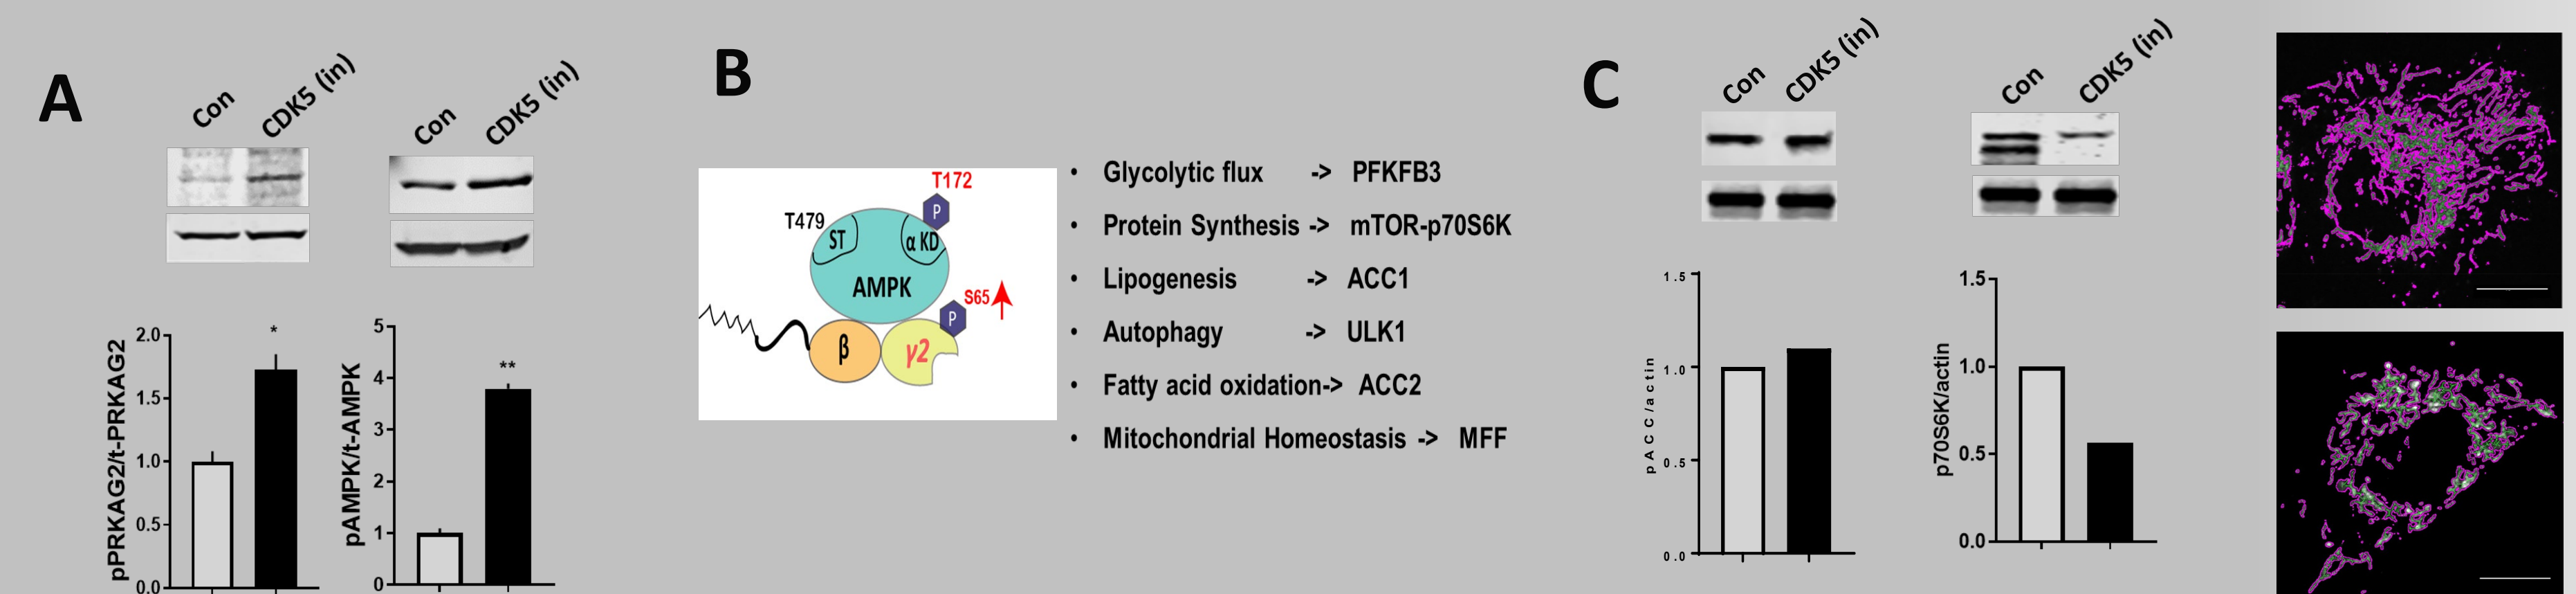 A
Con
CDK5 (in)
Con
CDK5 (in)
pPRKAG2/t-PRKAG2
2.0
*
1.5
1.0
0.5
0.0
pAMPK/t-AMPK
5
**
4
3
2
1
0
B
T172
P
T479
ST
α KD
AMPK
S65
P
β
γ2
• Glycolytic flux -> PFKFB3
• Protein Synthesis -> mTOR-p70S6K
• Lipogenesis -> ACC1
• Autophagy -> ULK1
• Fatty acid oxidation-> ACC2
• Mitochondrial Homeostasis -> MFF
C
Con
CDK5 (in)
Con
CDK5 (in)
pACC/actin
1.5
1.0
0.5
0.0
p70S6K/actin
1.5
1.0
0.5
0.0